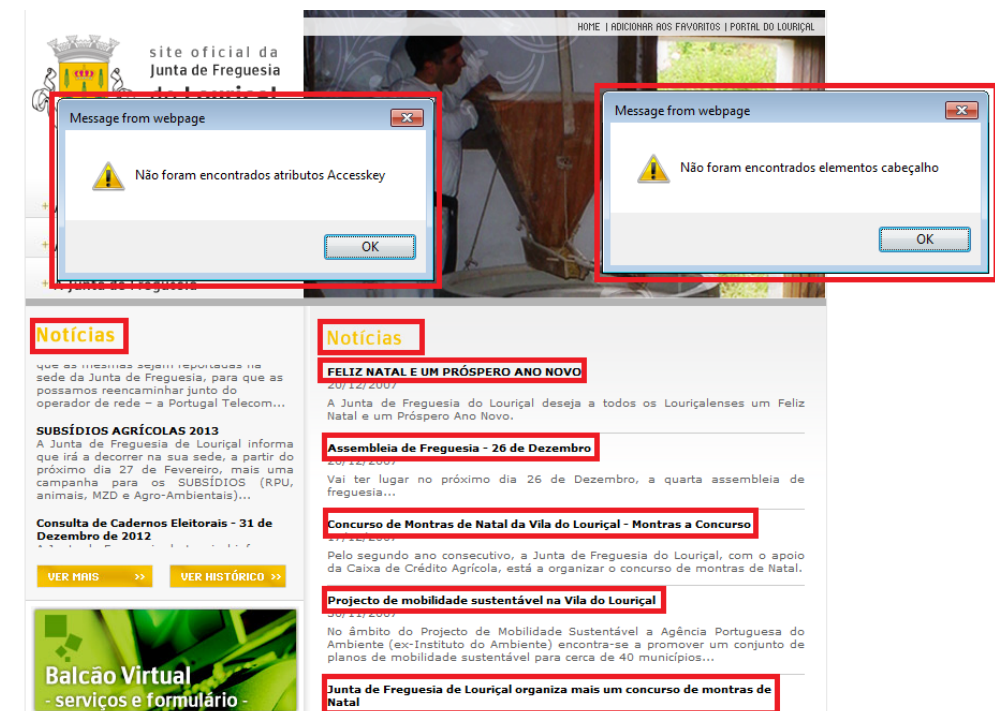 HOME | ADICIONAR AOS FAVORITOS | PORTAL DO LOURIÇAL
site oficial da
Junta de Freguesia
do Louriçal
Message from webpage
Não foram encontrados atributos Accesskey
OK
Message from webpage
Não foram encontrados elementos cabeçalho
OK
+ A Junta de Freguesia
Notícias
que as mesmas sejam reportadas na
sede da Junta de Freguesia, para que as
possamos reencaminhar junto do
operador de rede – a Portugal Telecom...
SUBSÍDIOS AGRÍCOLAS 2013
A Junta de Freguesia de Louriçal informa
que irá a decorrer na sua sede, a partir do
próximo dia 27 de Fevereiro, mais uma
campanha para os SUBSÍDIOS (RPU,
animais, MZD e Agro-Ambientais)...
Consulta de Cadernos Eleitorais - 31 de
Dezembro de 2012
VER MAIS >>
VER HISTÓRICO >>
Balcão Virtual
- serviços e formulário -
Notícias
FELIZ NATAL E UM PRÓSPERO ANO NOVO
20/12/2007
A Junta de Freguesia do Louriçal deseja a todos os Louriçalenses um Feliz
Natal e um Próspero Ano Novo.
Assembleia de Freguesia - 26 de Dezembro
20/12/2007
Vai ter lugar no próximo dia 26 de Dezembro, a quarta assembleia de
freguesia...
Concurso de Montras de Natal da Vila do Louriçal - Montras a Concurso
17/12/2007
Pelo segundo ano consecutivo, a Junta de Freguesia do Louriçal, com o apoio
da Caixa de Crédito Agrícola, está a organizar o concurso de montras de Natal.
Projecto de mobilidade sustentável na Vila do Louriçal
30/11/2007
No âmbito do Projecto de Mobilidade Sustentável a Agência Portuguesa do
Ambiente (ex-Instituto do Ambiente) encontra-se a promover um conjunto de
planos de mobilidade sustentável para cerca de 40 municípios...
Junta de Freguesia de Louriçal organiza mais um concurso de montras de
Natal